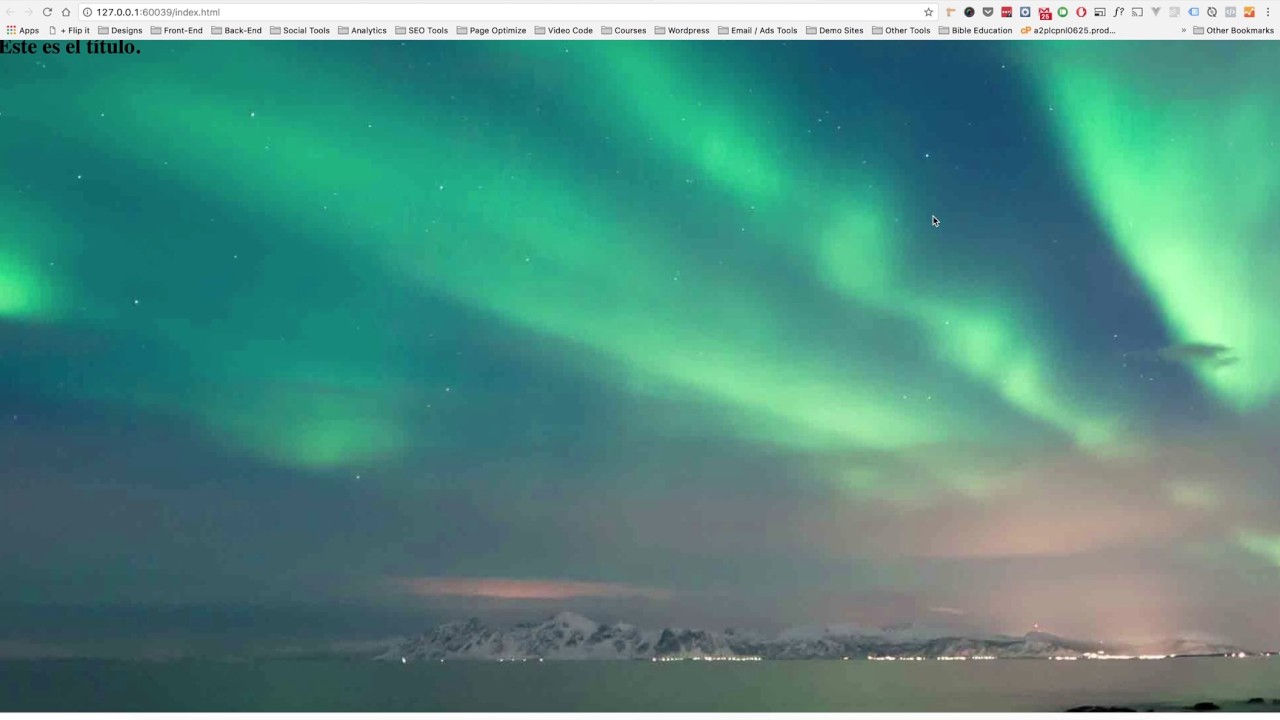 127.0.0.1:60039/index.html
Apps + Flip it Designs Front-End Back-End Social Tools Analytics SEO Tools Page Optimize Video Code Courses Wordpress Email / Ads Tools Demo Sites Other Tools Bible Education cP a2plcpnl0625.prod... » Other Bookmarks
Este es el título.